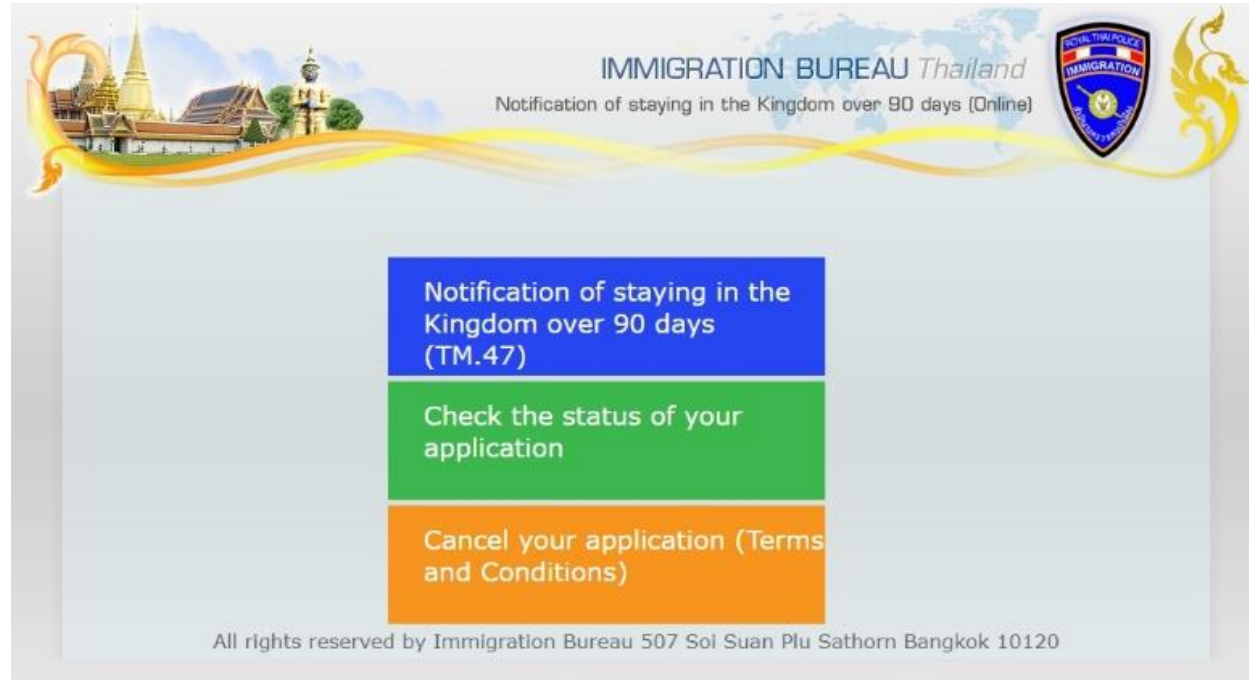 IMMIGRATION BUREAU Thailand
Notification of staying in the Kingdom over 90 days (Online)
ROYAL THAI POLICE
IMMIGRATION
Notification of staying in the
Kingdom over 90 days
(TM.47)
Check the status of your
application
Cancel your application (Terms
and Conditions)
All rights reserved by Immigration Bureau 507 Soi Suan Plu Sathorn Bangkok 10120